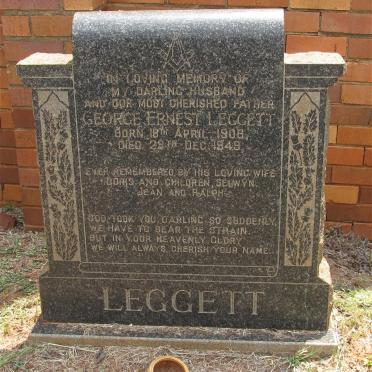 IN LOVING MEMORY OF
MY DARLING HUSBAND
AND OUR MOST CHERISHED FATHER
GEORGE ERNEST LEGGETT
BORN 18TH APRIL 1908,
DIED 29TH DEC. 1949.
EVER REMEMBERED BY HIS LOVING WIFE
DORIS AND CHILDREN, SELWYN,
JEAN AND RALPH.
GOD TOOK YOU DARLING SO SUDDENLY,
WE HAVE TO BEAR THE STRAIN,
BUT IN YOUR HEAVENLY GLORY
WE WILL ALWAYS CHERISH YOUR NAME.
LEGGETT